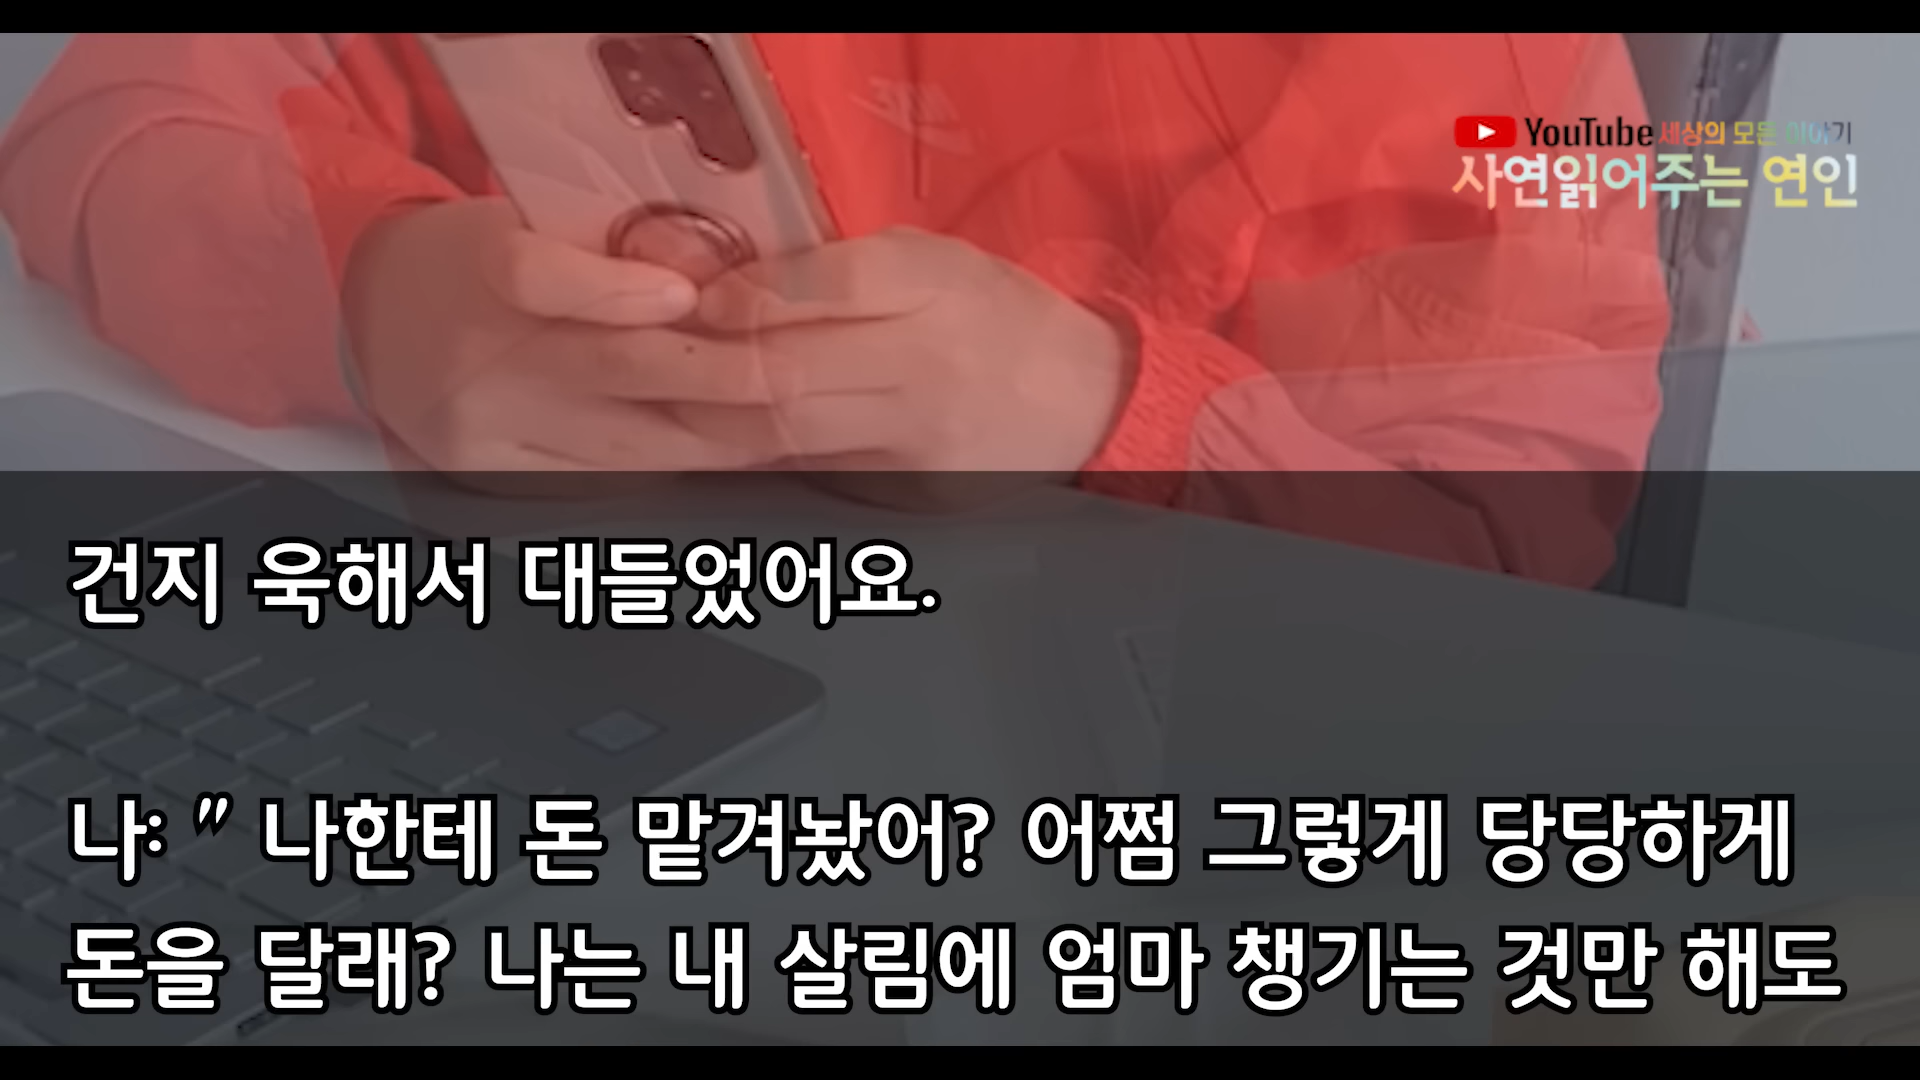 YouTube 세상의 모든 이야기
사연읽어주는 연인
건지 욱해서 대들었어요.
나: " 나한테 돈 맡겨놨어? 어쩜 그렇게 당당하게
돈을 달래? 나는 내 살림에 엄마 챙기는 것만 해도